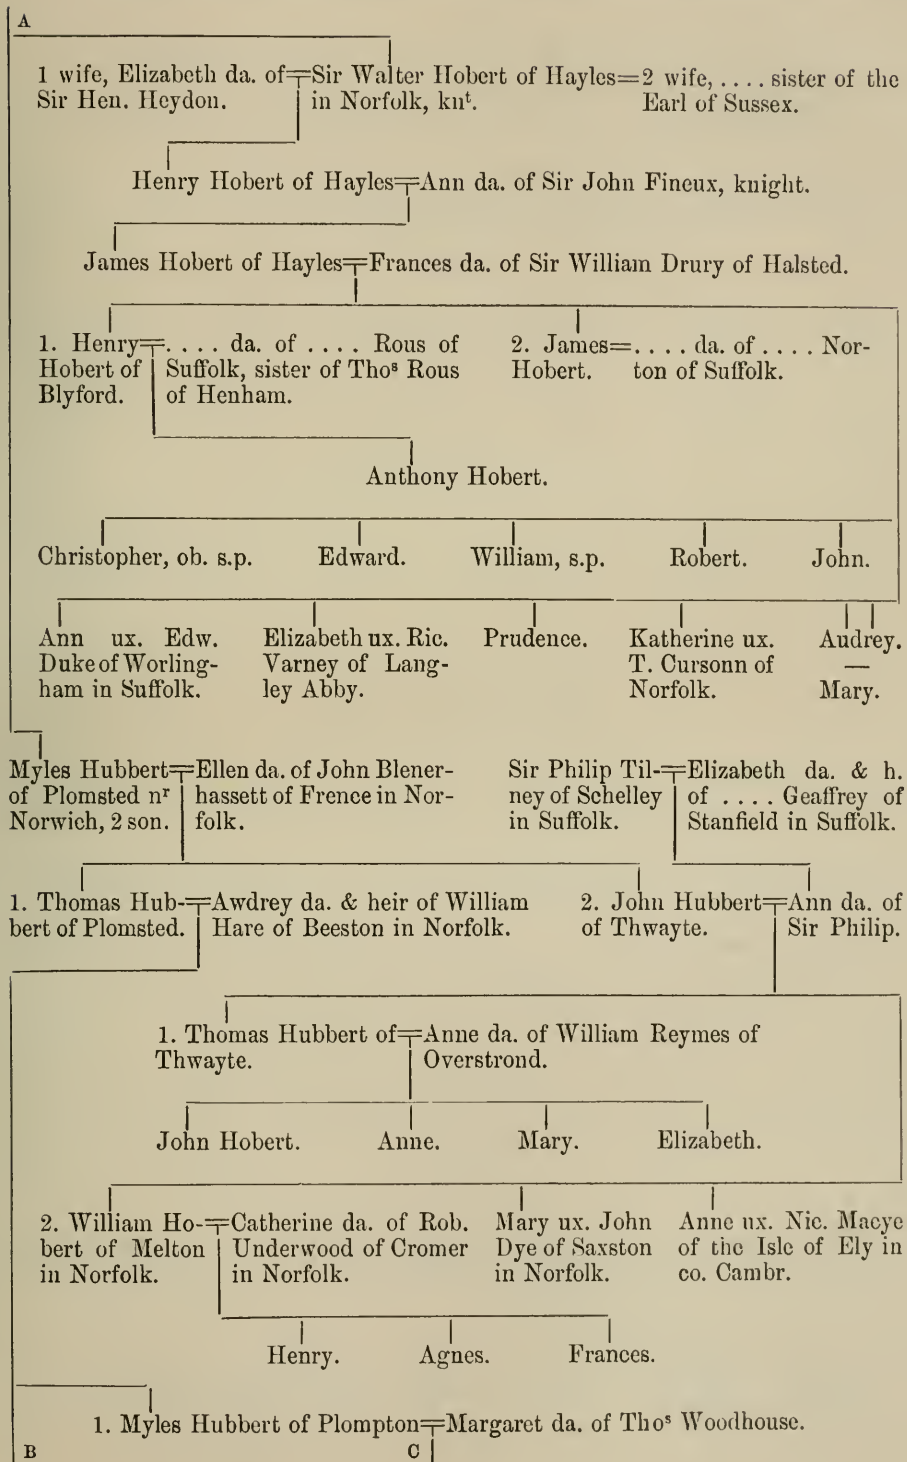 A
1 wife, Elizabeth da. of=Sir Walter Hobert of Hayles=2 wife, .... sister of the
Sir Hen. Heydon. in Norfolk, knᵗ. Earl of Sussex.
Henry Hobert of Hayles=Ann da. of Sir John Fineux, knight.
James Hobert of Hayles=Frances da. of Sir William Drury of Halsted.
1. Henry=.... da. of .... Rous of 2. James=.... da. of .... Nor-
Hobert of Suffolk, sister of Thoˢ Rous Hobert. ton of Suffolk.
Blyford. of Henham.
Anthony Hobert.
Christopher, ob. s.p. Edward. William, s.p. Robert. John.
Ann ux. Edw. Elizabeth ux. Ric. Prudence. Katherine ux. Audrey.
Duke of Worling- Varney of Lang- T. Cursonn of —
ham in Suffolk. ley Abby. Norfolk. Mary.
Myles Hubbert=Ellen da. of John Blener- Sir Philip Til-=Elizabeth da. & h.
of Plomsted nʳ hassett of Frence in Nor- ney of Schelley of .... Geaffrey of
Norwich, 2 son. folk. in Suffolk. Stanfield in Suffolk.
1. Thomas Hub-=Awdrey da. & heir of William 2. John Hubbert=Ann da. of
bert of Plomsted. Hare of Beeston in Norfolk. of Thwayte. Sir Philip.
1. Thomas Hubbert of=Anne da. of William Reymes of
Thwayte. Overstrond.
John Hobert. Anne. Mary. Elizabeth.
2. William Ho-=Catherine da. of Rob. Mary ux. John Anne ux. Nic. Maeye
bert of Melton Underwood of Cromer Dye of Saxston of the Isle of Ely in
in Norfolk. in Norfolk. in Norfolk. co. Cambr.
Henry. Agnes. Frances.
1. Myles Hubbert of Plompton=Margaret da. of Thoˢ Woodhouse.
B C